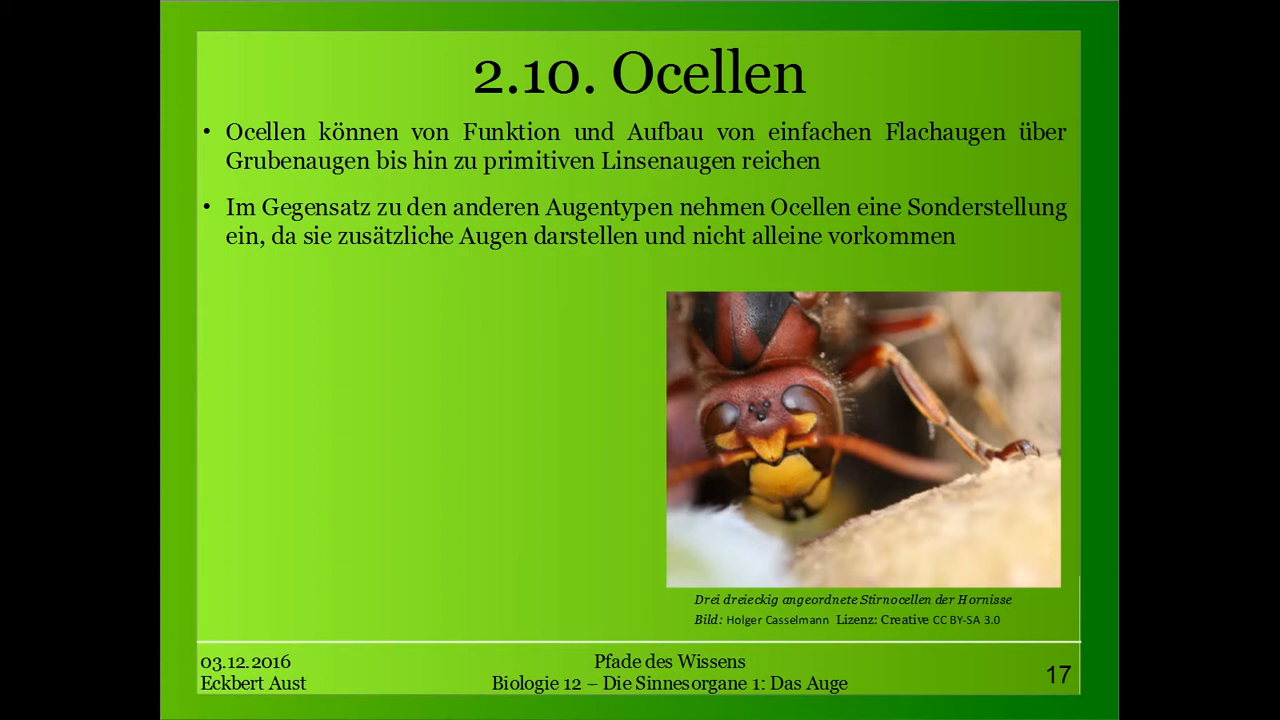 2.10. Ocellen
• Ocellen können von Funktion und Aufbau von einfachen Flachaugen über
Grubenaugen bis hin zu primitiven Linsenaugen reichen
• Im Gegensatz zu den anderen Augentypen nehmen Ocellen eine Sonderstellung
ein, da sie zusätzliche Augen darstellen und nicht alleine vorkommen
Drei dreieckig angeordnete Stirnocellen der Hornisse
Bild: Holger Casselmann Lizenz: Creative CC BY-SA 3.0
03.12.2016
Eckbert Aust
Pfade des Wissens
Biologie 12 – Die Sinnesorgane 1: Das Auge
17